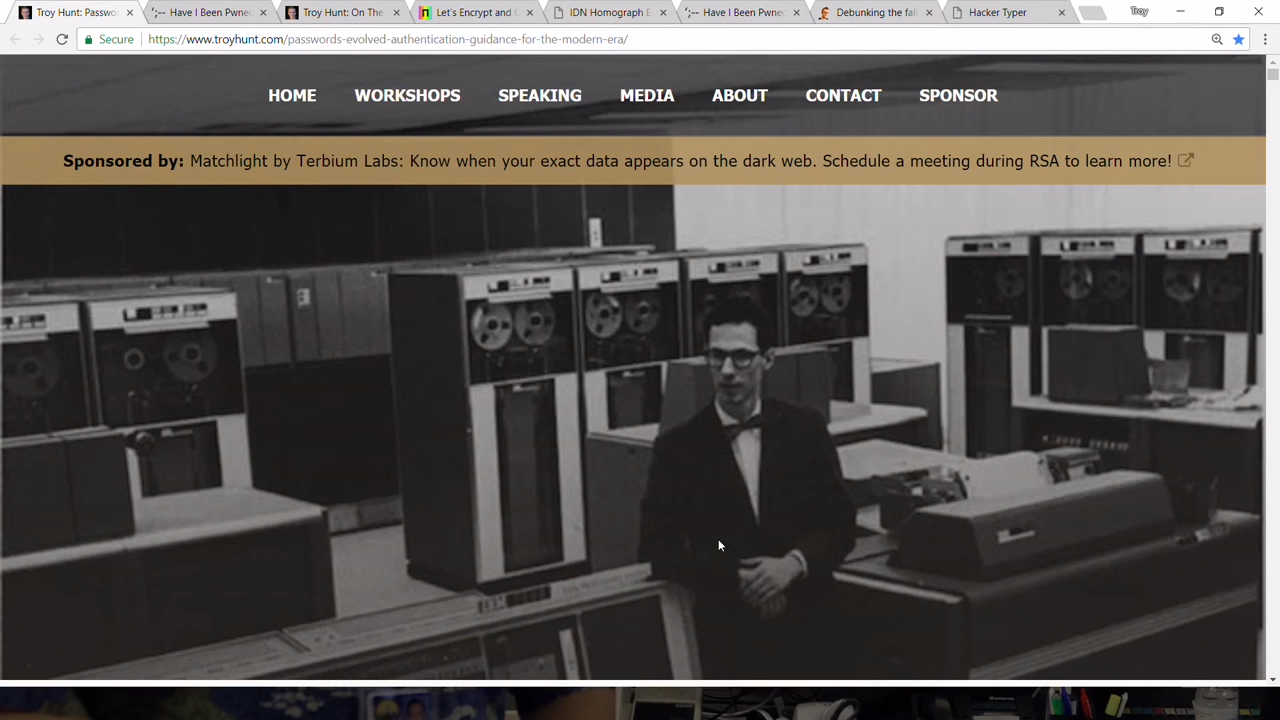 Troy Hunt: Passwo
Have I Been Pwne
Troy Hunt: On The
Let's Encrypt and C
IDN Homograph E
Have I Been Pwne
Debunking the fal
Hacker Typer
Troy
Secure
https://www.troyhunt.com/passwords-evolved-authentication-guidance-for-the-modern-era/
HOME WORKSHOPS SPEAKING MEDIA ABOUT CONTACT SPONSOR
Sponsored by: Matchlight by Terbium Labs: Know when your exact data appears on the dark web. Schedule a meeting during RSA to learn more!
IBM